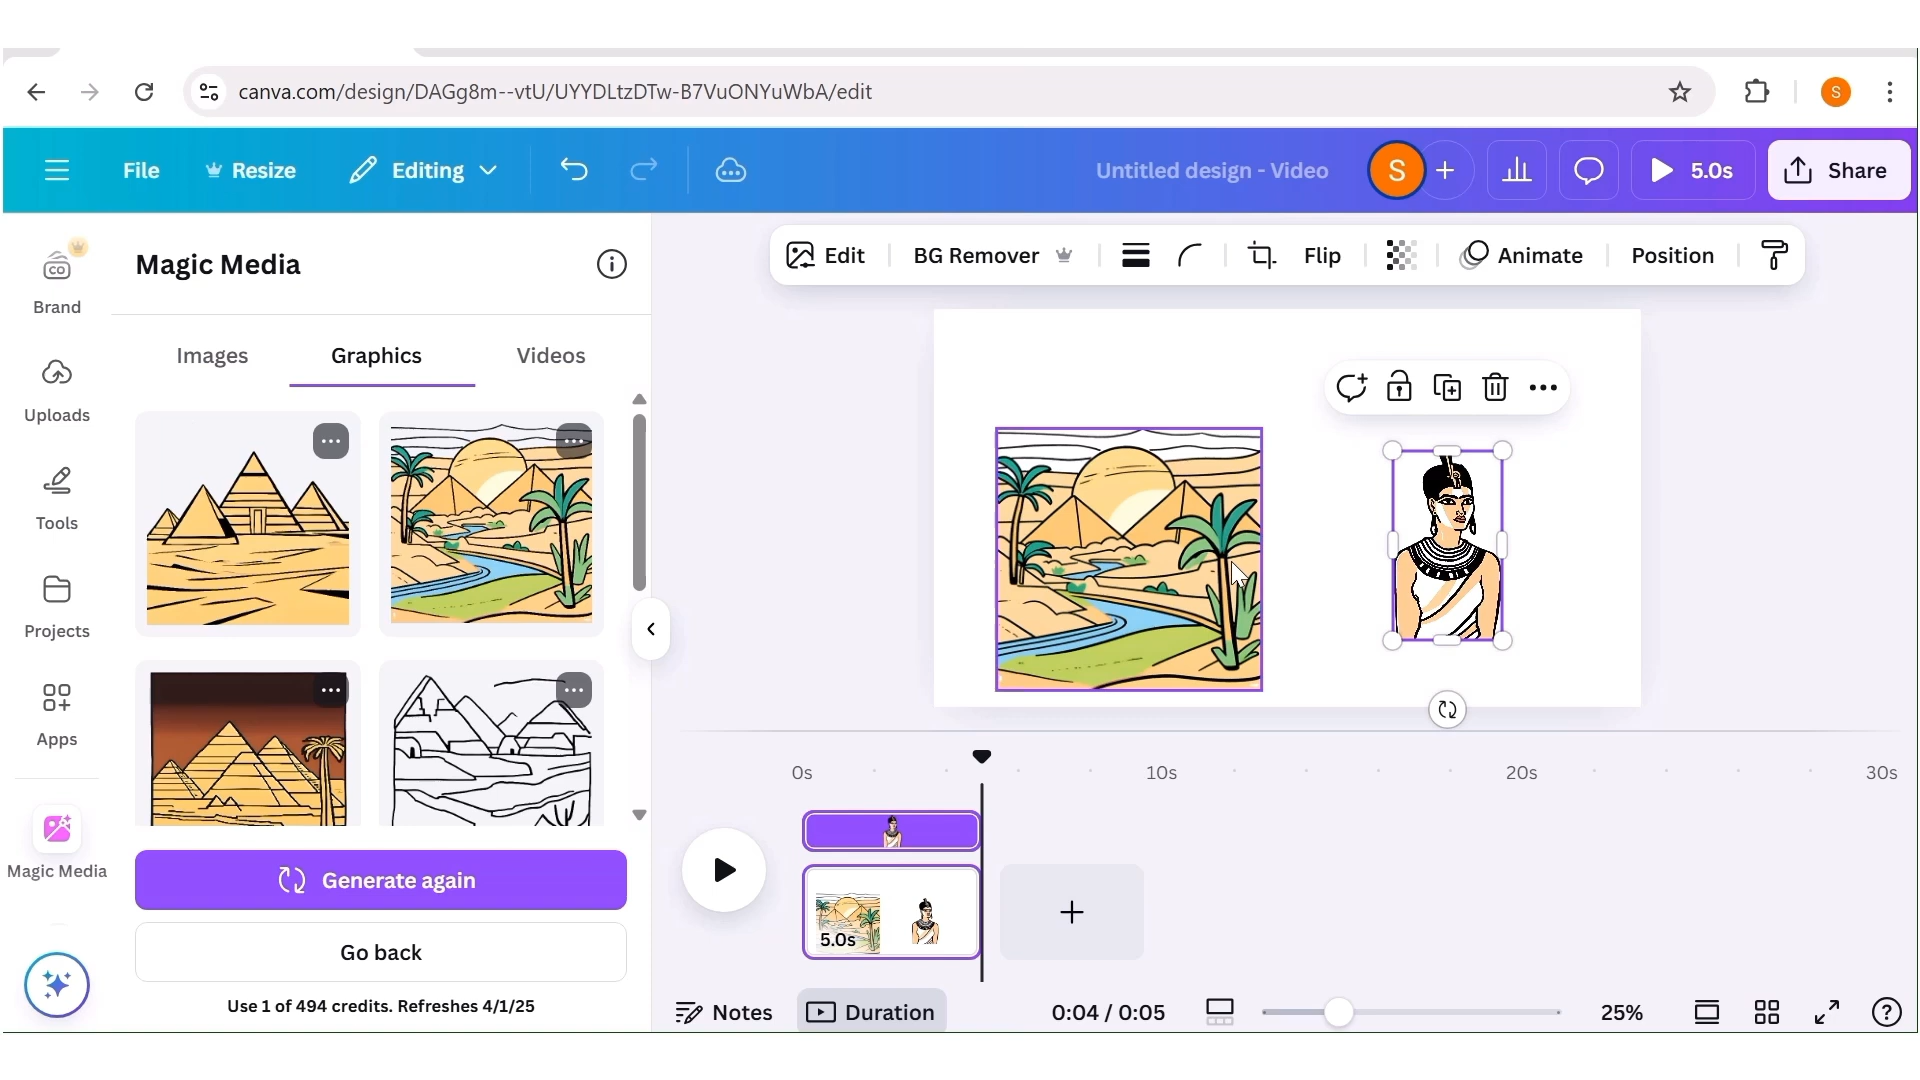 canva.com/design/DAGg8m--vtU/UYYDLtzDTw-B7VuONYuWbA/edit
S
File
Resize
Editing
Untitled design - Video
S
5.0s
Share
Brand
Uploads
Tools
Projects
Apps
Magic Media
Magic Media
Images
Graphics
Videos
Generate again
Go back
Use 1 of 494 credits. Refreshes 4/1/25
Edit
BG Remover
Flip
Animate
Position
0s
10s
20s
30s
5.0s
Notes
Duration
0:04 / 0:05
25%